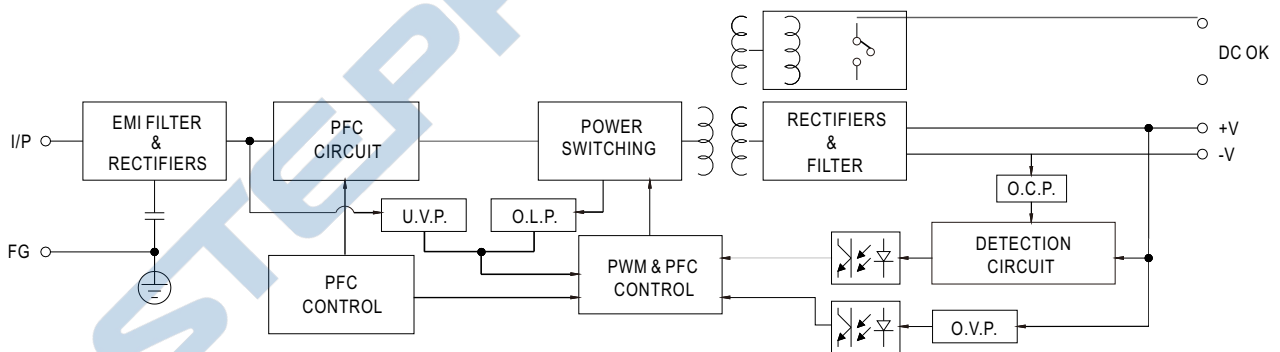 DC OK
I/P
EMI FILTER
&
RECTIFIERS
PFC
CIRCUIT
POWER
SWITCHING
RECTIFIERS
&
FILTER
+V
-V
O.C.P.
U.V.P.
O.L.P.
FG
PFC
CONTROL
PWM & PFC
CONTROL
DETECTION
CIRCUIT
O.V.P.